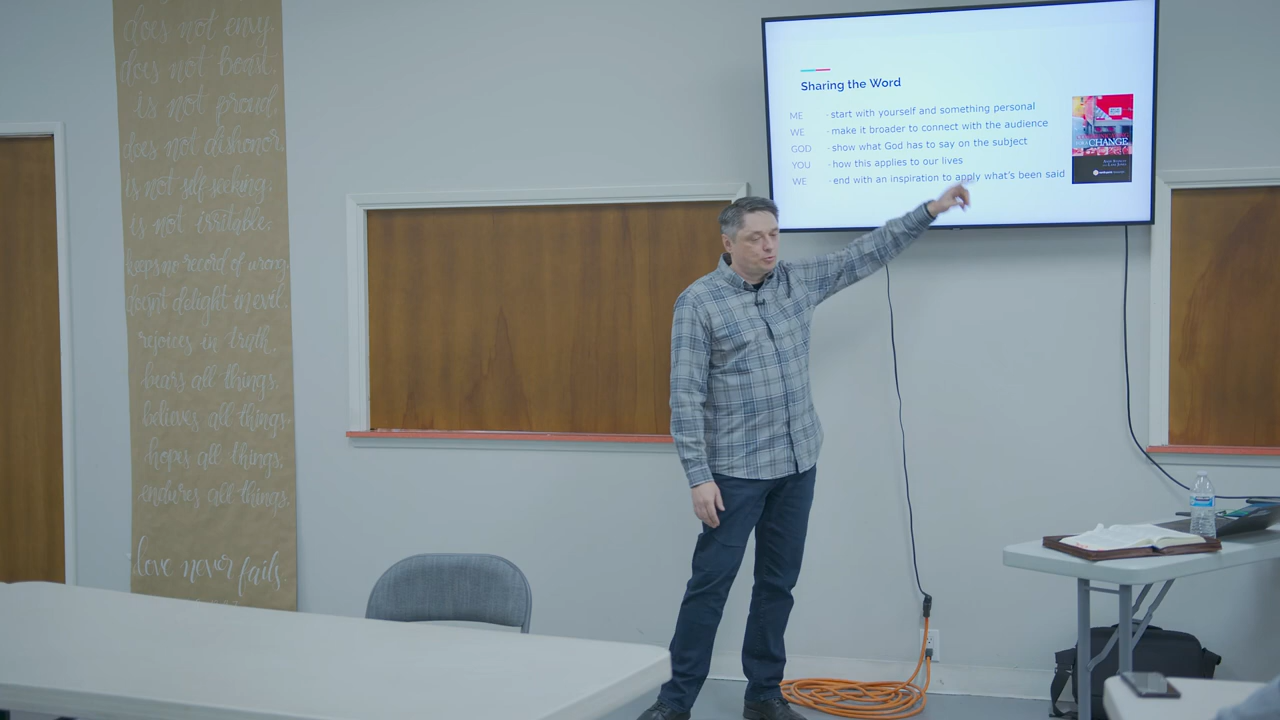 does not envy.
does not boast.
is not proud
does not dishonor.
is not self-seeking.
is not irritable.
keeps no record of wrong.
doesn't delight in evil.
rejoices in truth.
bears all things.
believes all things.
hopes all things.
endures all things.
love never fails
Sharing the Word
ME - start with yourself and something personal
WE - make it broader to connect with the audience
GOD - show what God has to say on the subject
YOU - how this applies to our lives
WE - end with an inspiration to apply what's been said
CHANGE